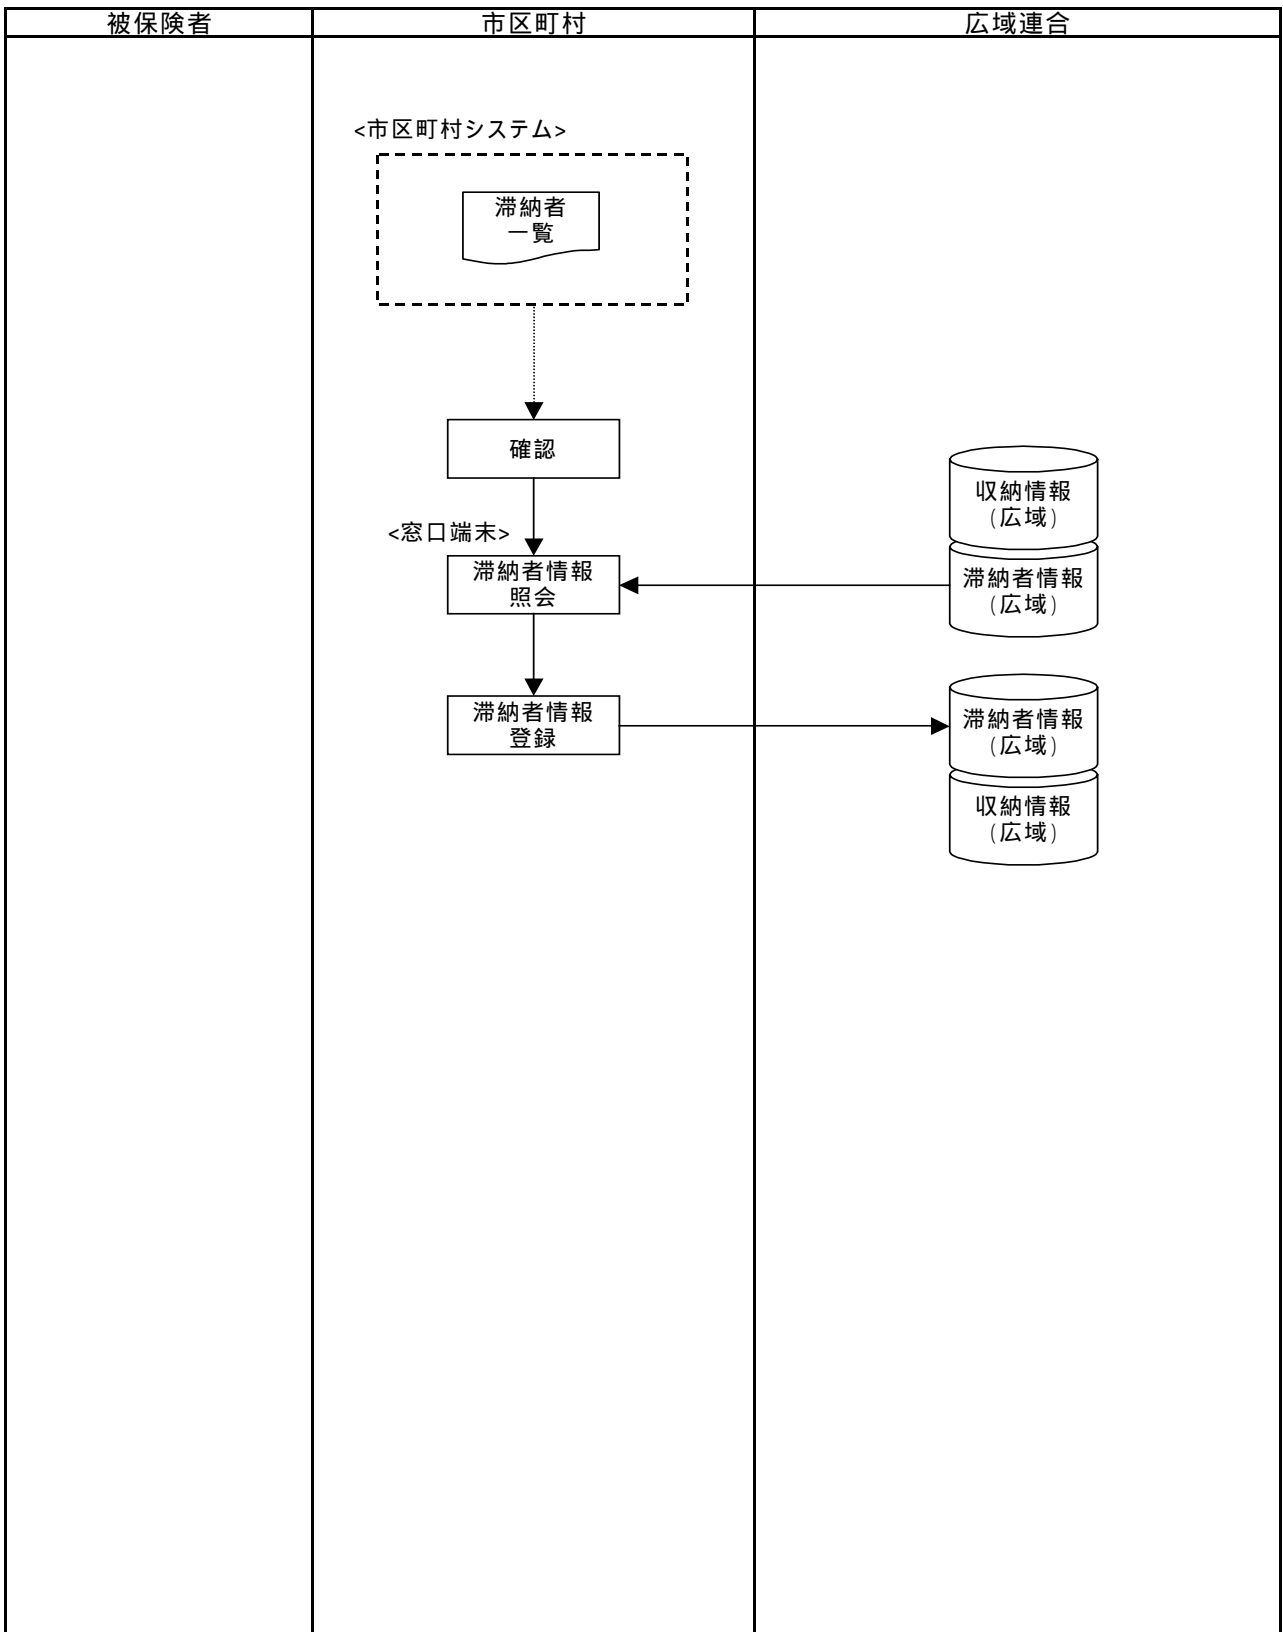 被保険者
市区町村
広域連合
<市区町村システム>
滞納者
一覧
確認
<窓口端末>
滞納者情報
照会
収納情報
(広域)
滞納者情報
(広域)
滞納者情報
登録
滞納者情報
(広域)
収納情報
(広域)